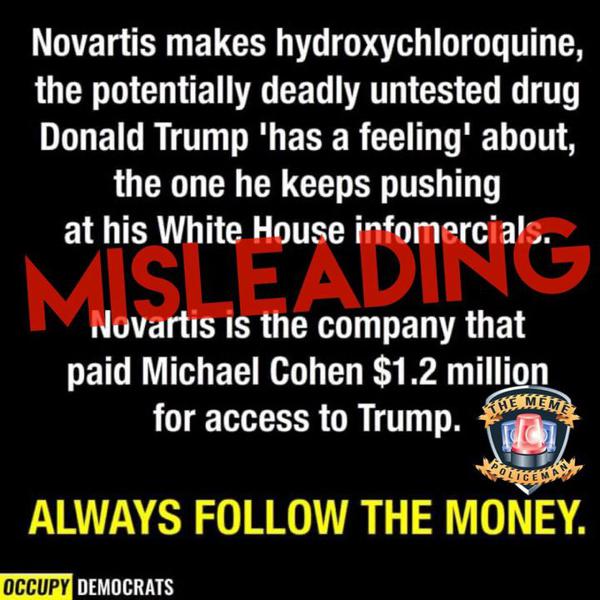 Novartis makes hydroxychloroquine,
the potentially deadly untested drug
Donald Trump 'has a feeling' about,
the one he keeps pushing
at his White House infomercials.
MISLEADING
Novartis is the company that
paid Michael Cohen $1.2 million
for access to Trump.
THE MEME
POLICEMAN
ALWAYS FOLLOW THE MONEY.
OCCUPY DEMOCRATS